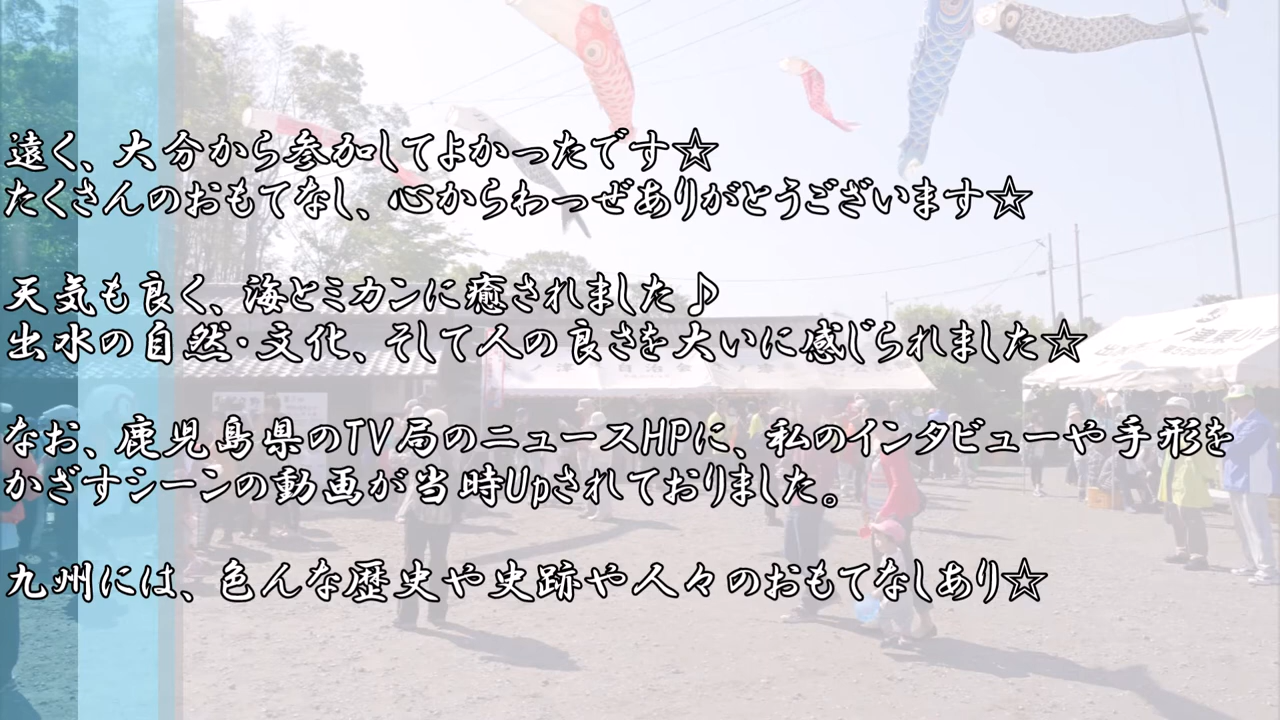 遠く、大分から参加してよかったです☆
たくさんのおもてなし、心からわっぜありがとうございます☆
天気も良く、海とミカンに癒されました♪
出水の自然・文化、そして人の良さを大いに感じられました☆
なお、鹿児島県のTV局のニュースHPに、私のインタビューや手形を
かざすシーンの動画が当時Upされておりました。
九州には、色んな歴史や史跡や人々のおもてなしあり☆